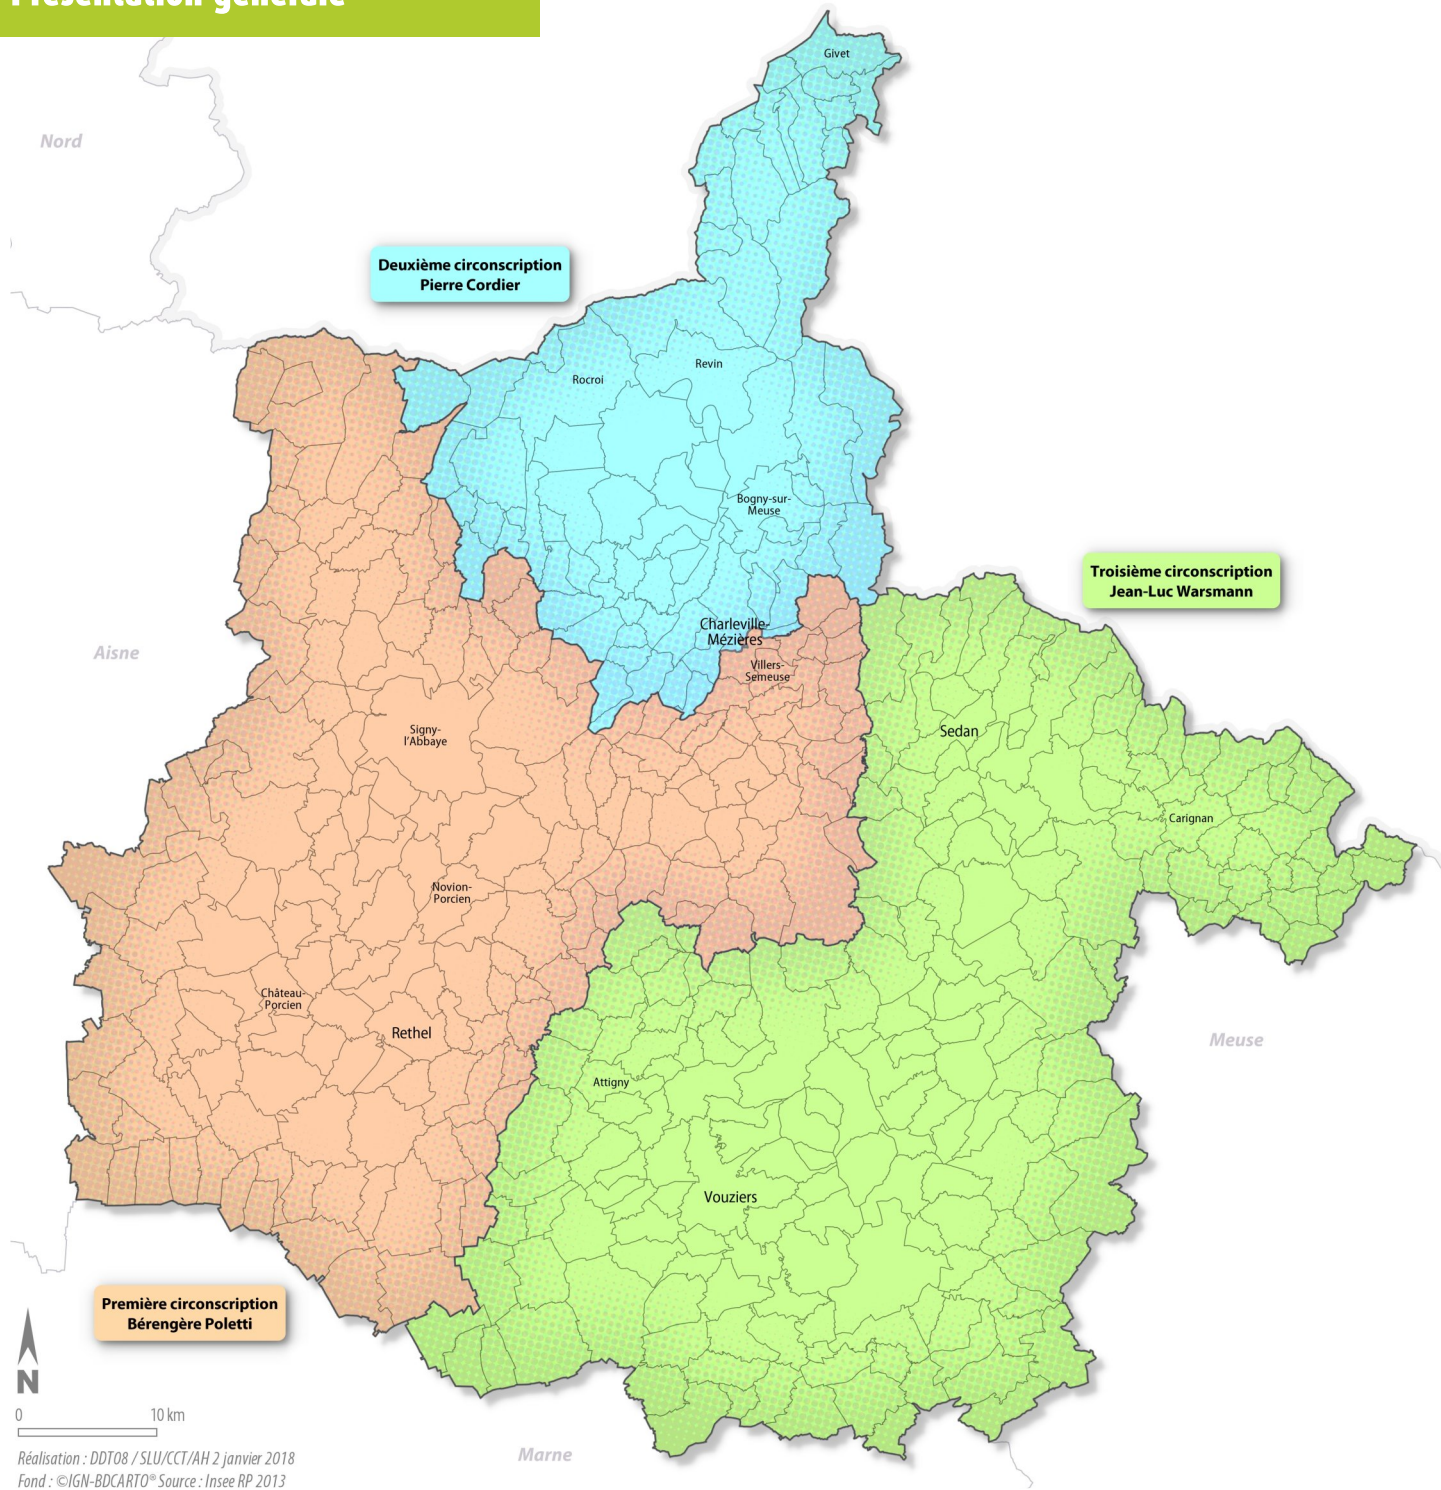 Présentation générale
Givet
Nord
Deuxième circonscription
Pierre Cordier
Revin
Rocroi
Bogny-sur-
Meuse
Troisième circonscription
Jean-Luc Warsmann
Charleville-
Mézières
Aisne
Villers-
Semeuse
Signy-
l'Abbaye
Sedan
Carignan
Novion-
Porcien
Château-
Porcien
Rethel
Meuse
Attigny
Vouziers
Première circonscription
Bérengère Poletti
N
0 10 km
Marne
Réalisation : DDT08 / SLU/CCT/AH 2 janvier 2018
Fond : ©IGN-BDCARTO® Source : Insee RP 2013